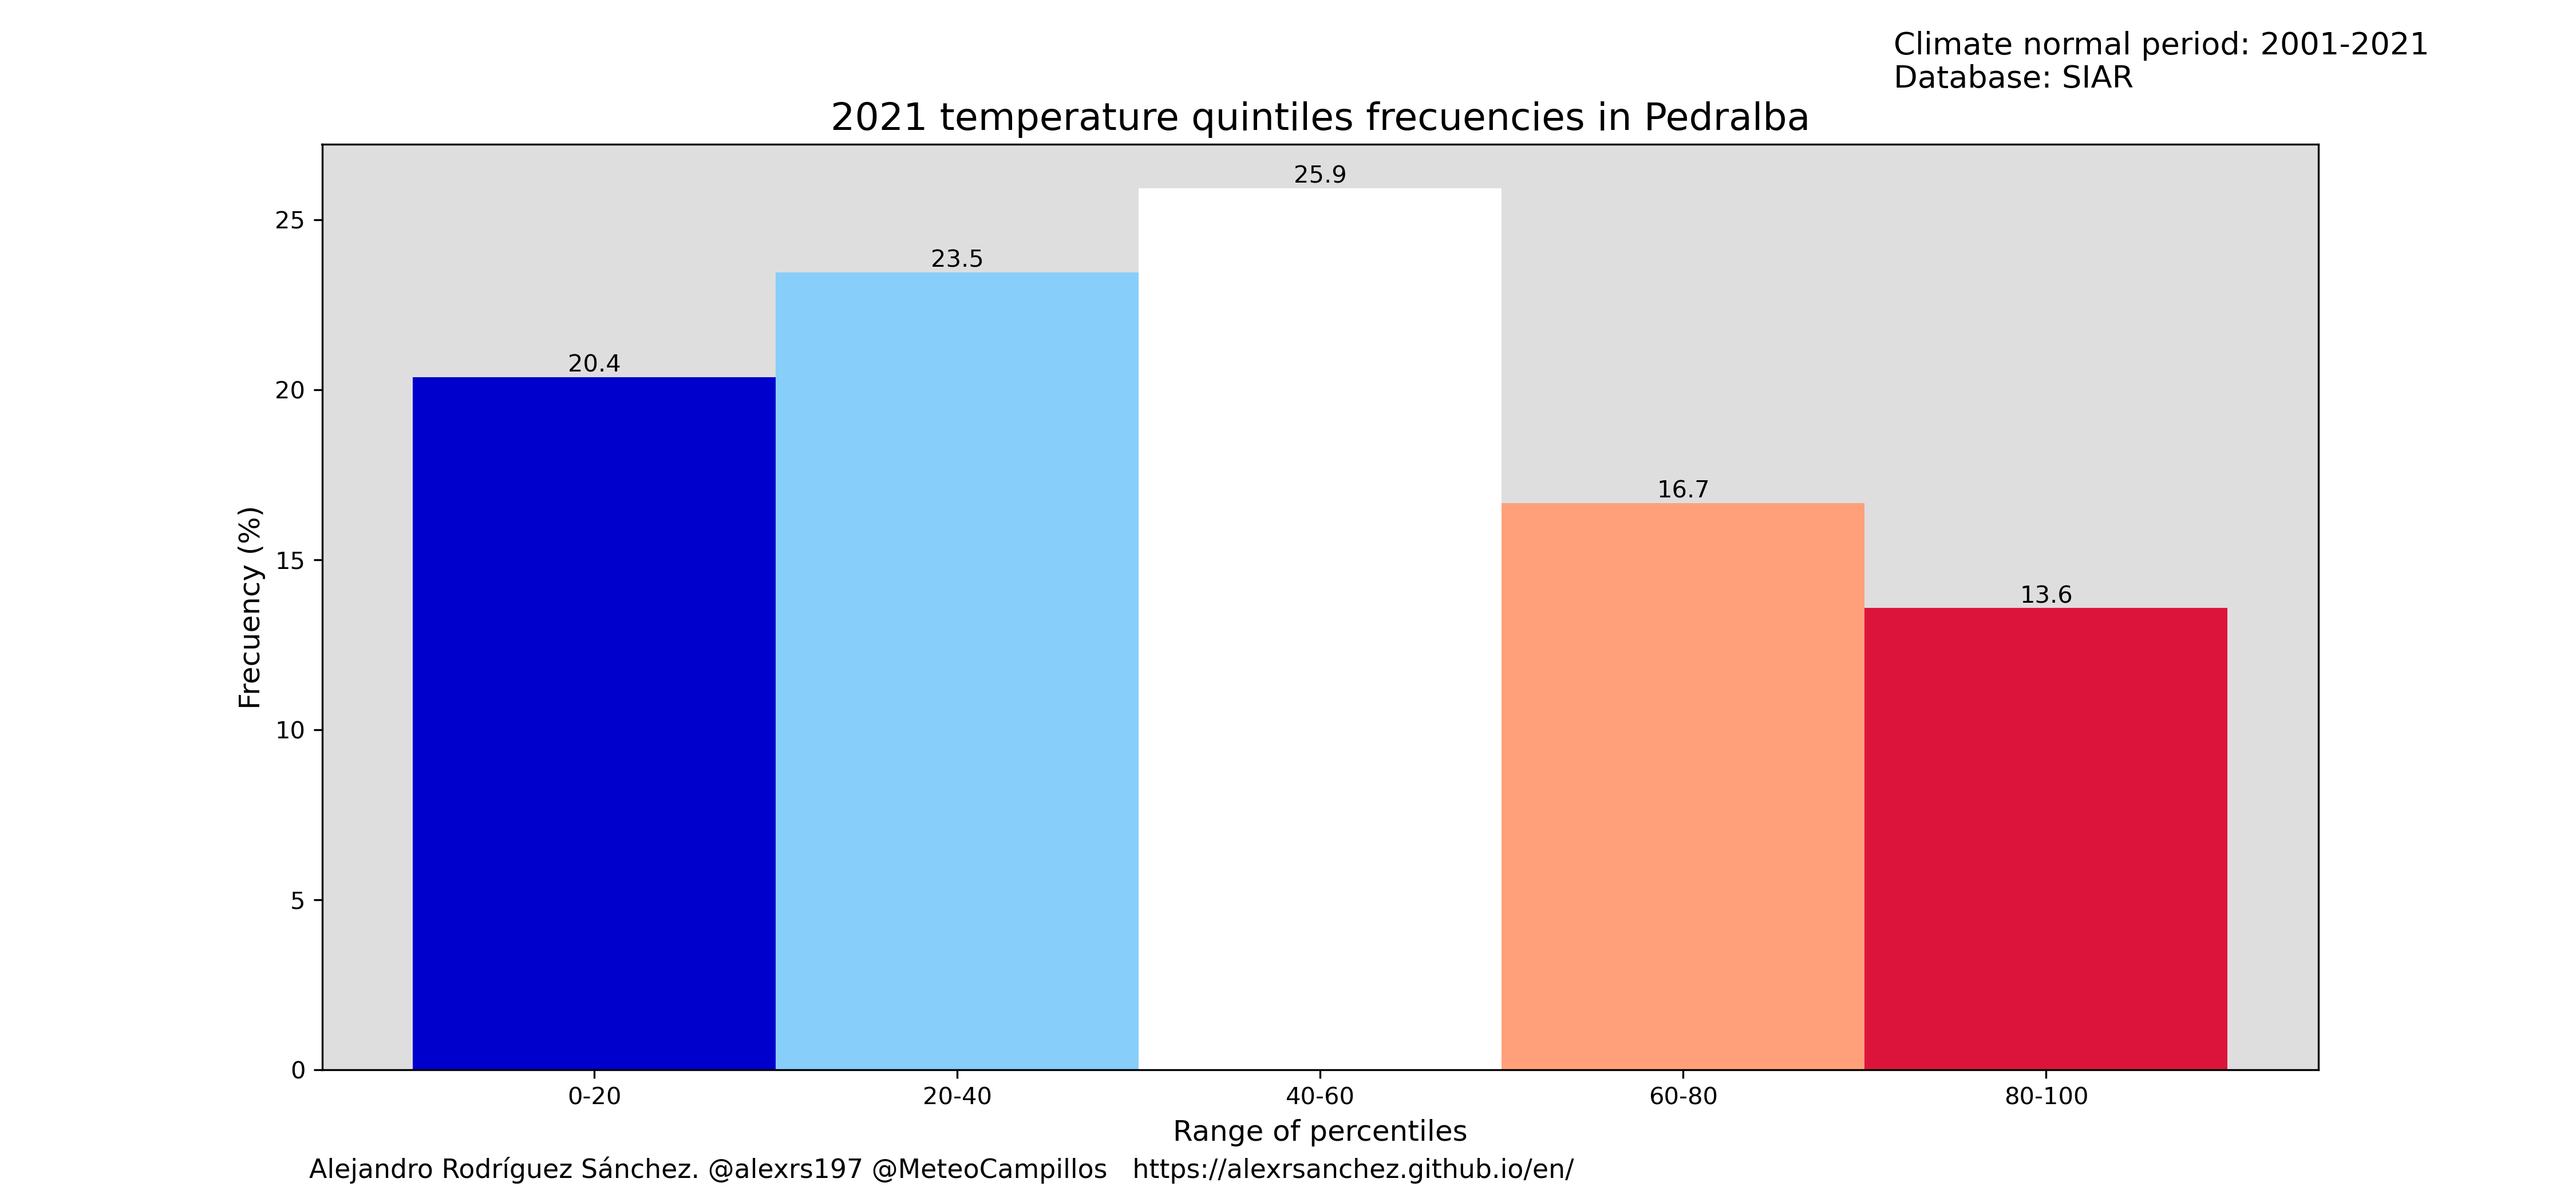 Climate normal period: 2001-2021
Database: SIAR
2021 temperature quintiles frecuencies in Pedralba
25.9
25
23.5
20.4
20
16.7
Frecuency (%)
15
13.6
10
5
0
0-20 20-40 40-60 60-80 80-100
Range of percentiles
Alejandro Rodríguez Sánchez. @alexrs197 @MeteoCampillos https://alexrsanchez.github.io/en/